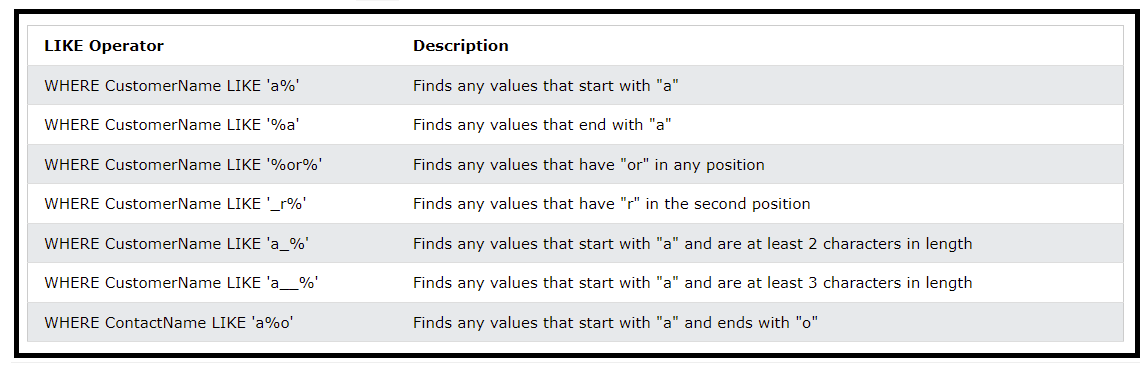 LIKE Operator Description
WHERE CustomerName LIKE 'a%' Finds any values that start with "a"
WHERE CustomerName LIKE '%a' Finds any values that end with "a"
WHERE CustomerName LIKE '%or%' Finds any values that have "or" in any position
WHERE CustomerName LIKE '_r%' Finds any values that have "r" in the second position
WHERE CustomerName LIKE 'a_%' Finds any values that start with "a" and are at least 2 characters in length
WHERE CustomerName LIKE 'a__%' Finds any values that start with "a" and are at least 3 characters in length
WHERE ContactName LIKE 'a%o' Finds any values that start with "a" and ends with "o"